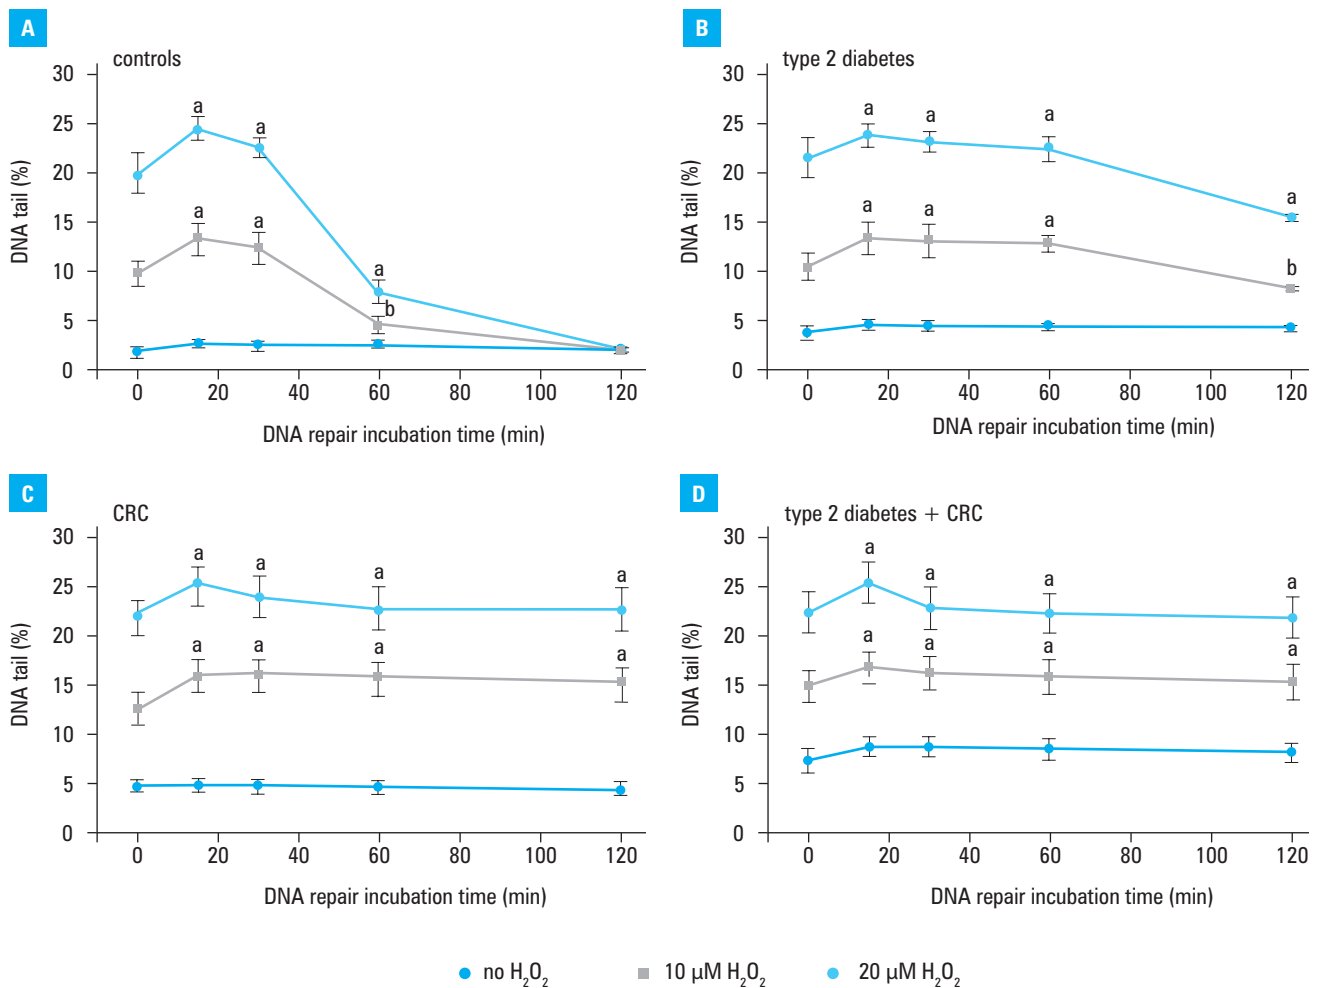 A
controls
30
25
20
15
10
5
0
DNA tail (%)
a
a
a
a
a
b
0
20
40
60
80
100
120
DNA repair incubation time (min)
B
type 2 diabetes
30
25
20
15
10
5
0
DNA tail (%)
a
a
a
a
a
a
a
b
0
20
40
60
80
100
120
DNA repair incubation time (min)
C
CRC
30
25
20
15
10
5
0
DNA tail (%)
a
a
a
a
a
a
a
a
0
20
40
60
80
100
120
DNA repair incubation time (min)
D
type 2 diabetes + CRC
30
25
20
15
10
5
0
DNA tail (%)
a
a
a
a
a
a
a
a
0
20
40
60
80
100
120
DNA repair incubation time (min)
no H₂O₂ 10 μM H₂O₂ 20 μM H₂O₂